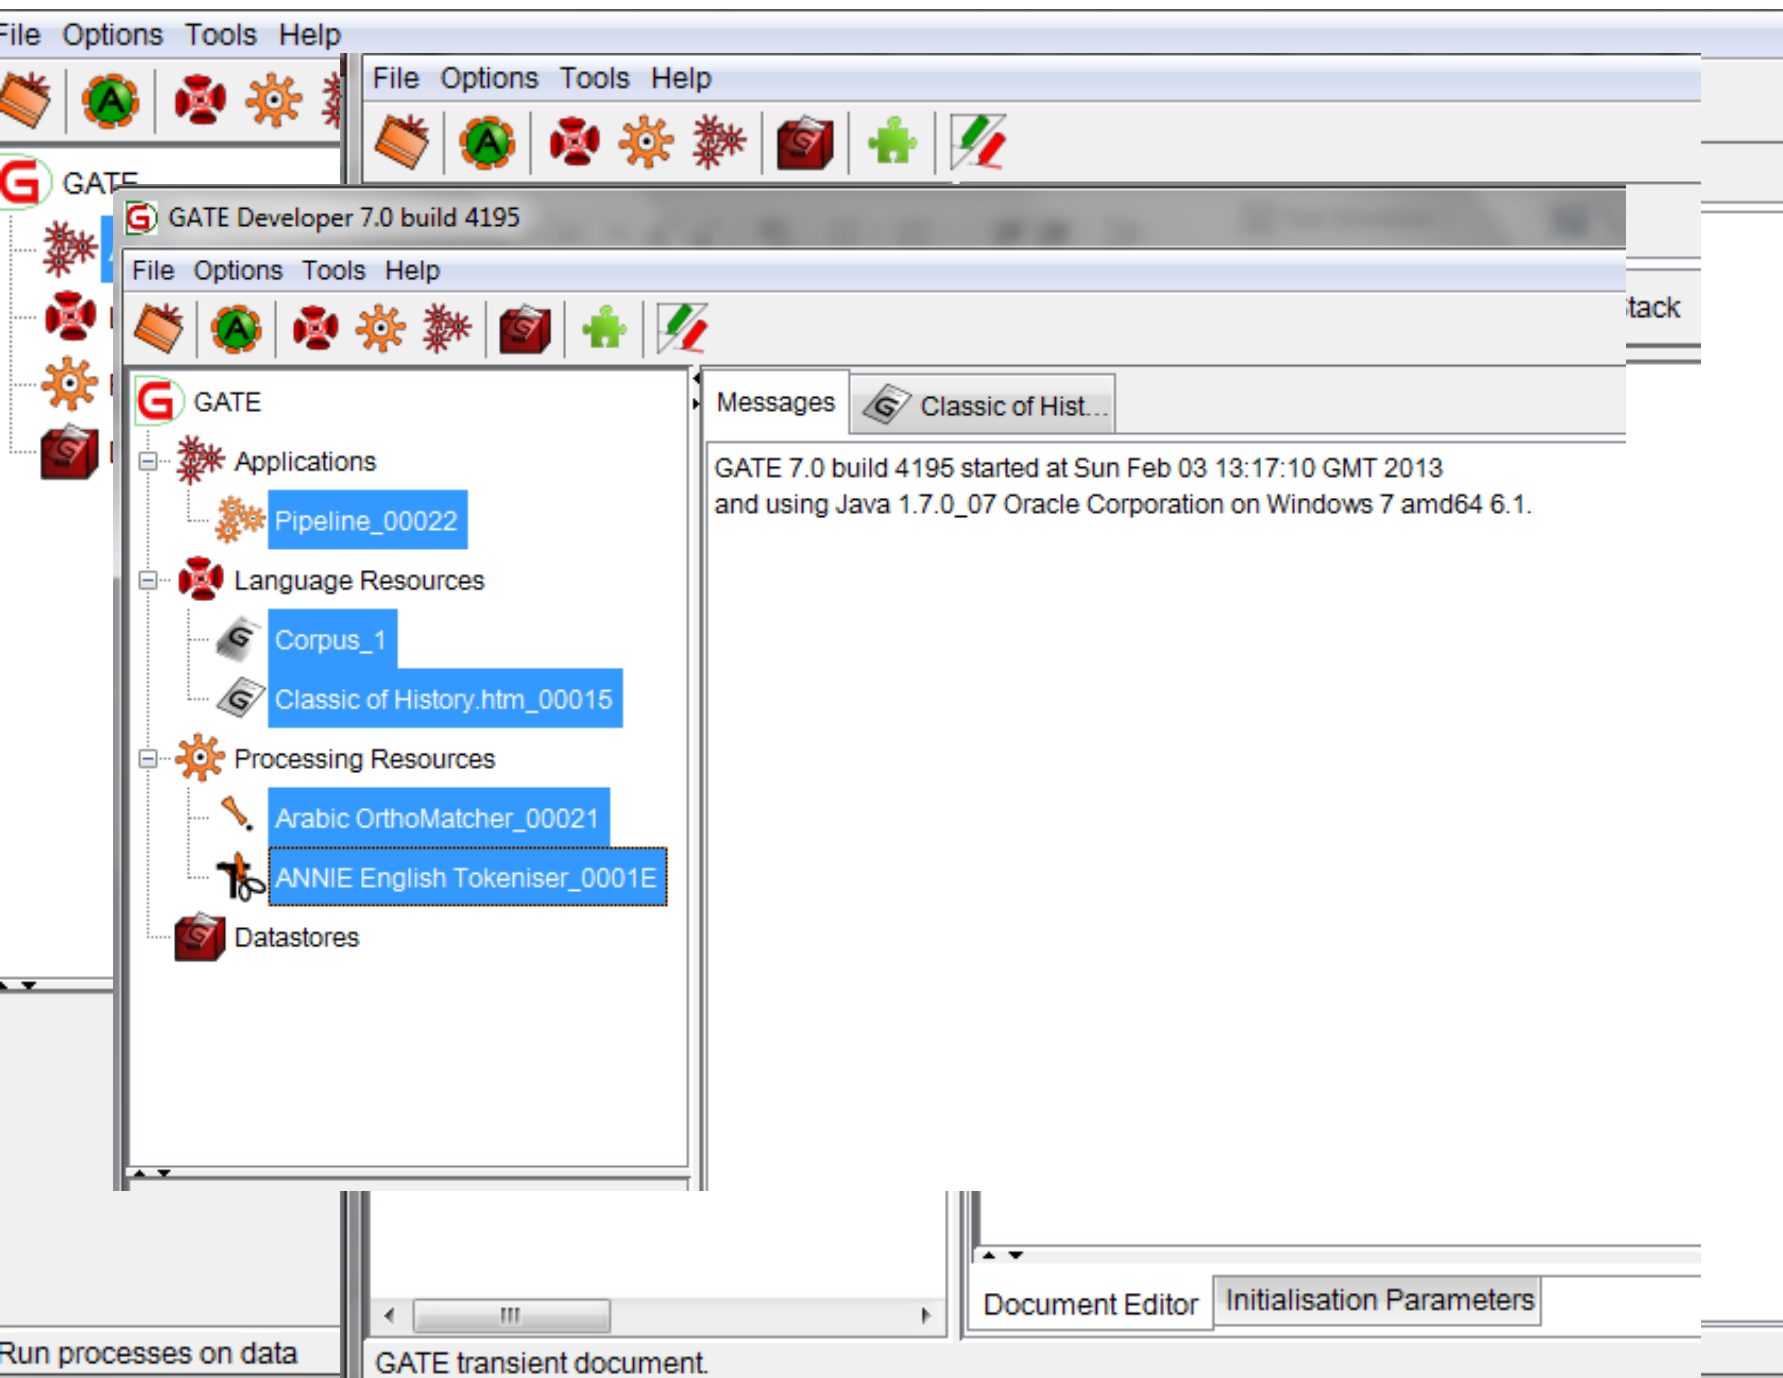 File Options Tools Help
GATE
File Options Tools Help
GATE Developer 7.0 build 4195
File Options Tools Help
GATE
Applications
Pipeline_00022
Language Resources
Corpus_1
Classic of History.htm_00015
Processing Resources
Arabic OrthoMatcher_00021
ANNIE English Tokeniser_0001E
Datastores
Messages
Classic of Hist...
GATE 7.0 build 4195 started at Sun Feb 03 13:17:10 GMT 2013
and using Java 1.7.0_07 Oracle Corporation on Windows 7 amd64 6.1.
tack
Document Editor
Initialisation Parameters
Run processes on data
GATE transient document.